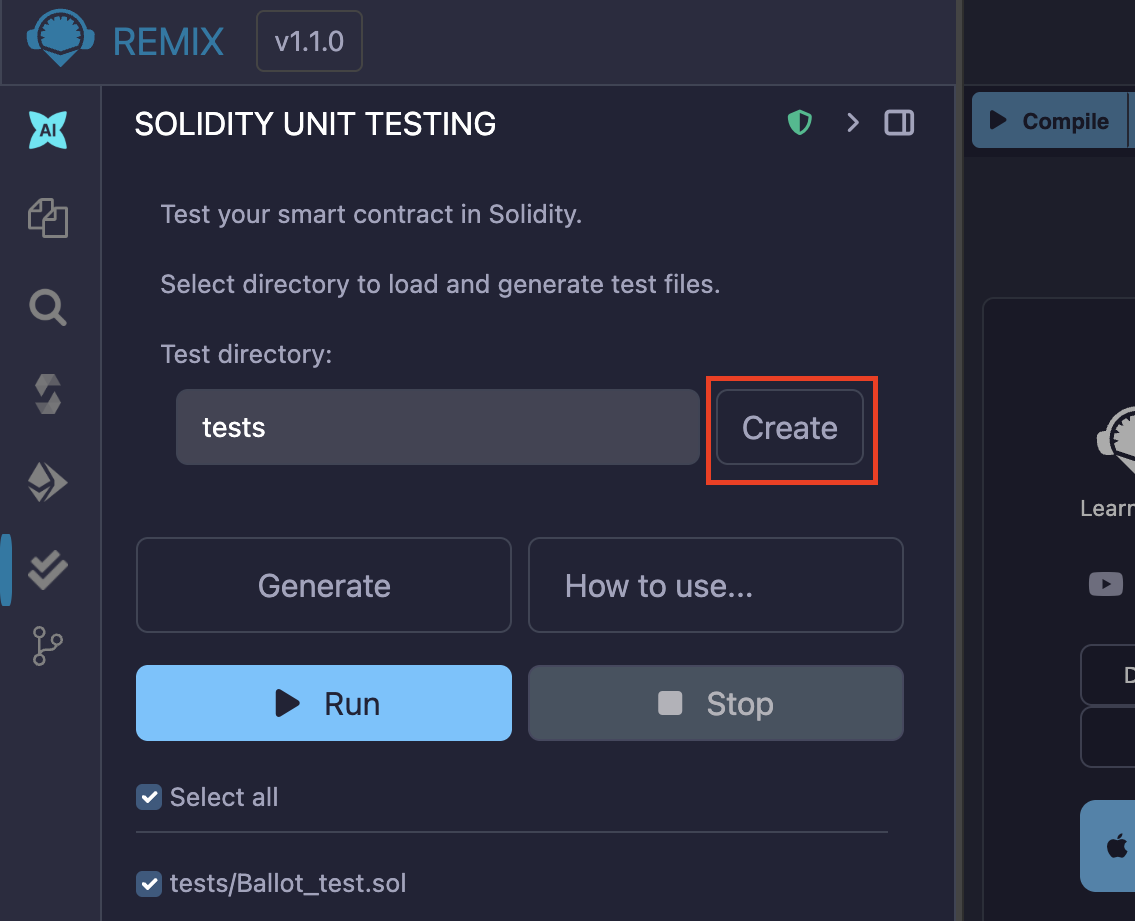 REMIX v1.1.0
AI
SOLIDITY UNIT TESTING
Compile
Test your smart contract in Solidity.
Select directory to load and generate test files.
Test directory:
tests
Create
Learn
Generate
How to use...
Run
Stop
Select all
tests/Ballot_test.sol